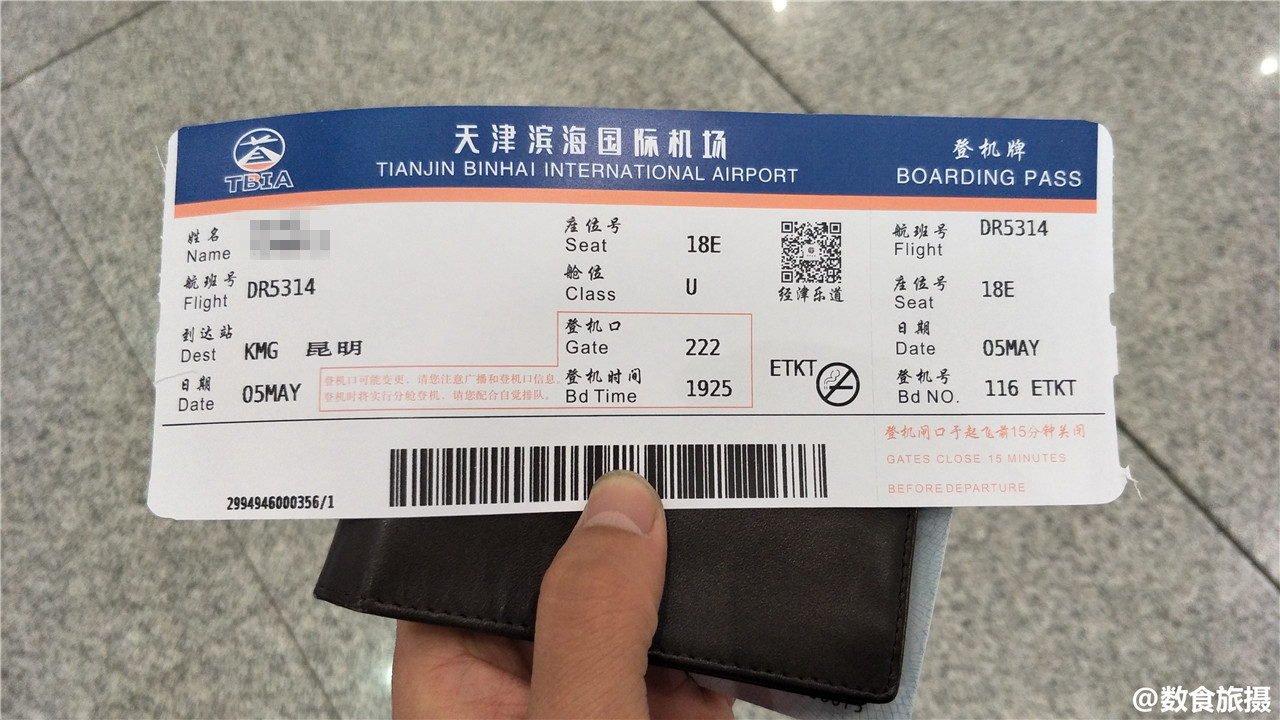 天津滨海国际机场
TIANJIN BINHAI INTERNATIONAL AIRPORT
登机牌
BOARDING PASS
TBIA
姓名
Name
航班号
Flight DR5314
到达站
Dest KMG 昆明
日期
Date 05MAY
登机口可能变更，请您注意广播和登机口信息。
登机时将实行分舱登机，请您配合自觉排队。
座位号
Seat 18E
舱位
Class U
登机口
Gate 222
登机时间
Bd Time 1925
经津乐道
ETKT
航班号
Flight DR5314
座位号
Seat 18E
日期
Date 05MAY
登机号
Bd NO. 116 ETKT
登机闸口于起飞前15分钟关闭
GATES CLOSE 15 MINUTES
BEFORE DEPARTURE
2994946000356/1
@数食旅摄